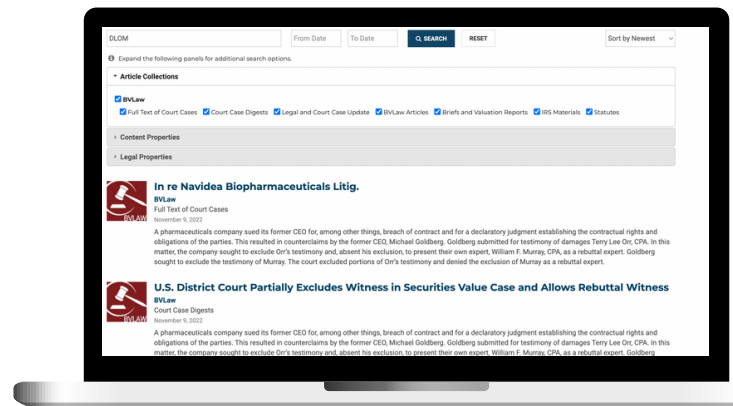 DLOM
From Date
To Date
SEARCH
RESET
Sort by Newest
Expand the following panels for additional search options.
Article Collections
BVLaw
Full Text of Court Cases
Court Case Digests
Legal and Court Case Update
BVLaw Articles
Briefs and Valuation Reports
IRS Materials
Statutes
Content Properties
Legal Properties
BVLAW
In re Navidea Biopharmaceuticals Litig.
BVLaw
Full Text of Court Cases
November 9, 2022
A pharmaceuticals company sued its former CEO for, among other things, breach of contract and for a declaratory judgment establishing the contractual rights and
obligations of the parties. This resulted in counterclaims by the former CEO, Michael Goldberg. Goldberg submitted for testimony of damages Terry Lee Orr, CPA. In this
matter, the company sought to exclude Orr's testimony and, absent his exclusion, to present their own expert, William F. Murray, CPA, as a rebuttal expert. Goldberg
sought to exclude the testimony of Murray. The court excluded portions of Orr's testimony and denied the exclusion of Murray as a rebuttal expert.
BVLAW
U.S. District Court Partially Excludes Witness in Securities Value Case and Allows Rebuttal Witness
BVLaw
Court Case Digests
November 9, 2022
A pharmaceuticals company sued its former CEO for, among other things, breach of contract and for a declaratory judgment establishing the contractual rights and
obligations of the parties. This resulted in counterclaims by the former CEO, Michael Goldberg. Goldberg submitted for testimony of damages Terry Lee Orr, CPA. In this
matter, the company sought to exclude Orr's testimony and, absent his exclusion, to present their own expert, William F. Murray, CPA, as a rebuttal expert. Goldberg